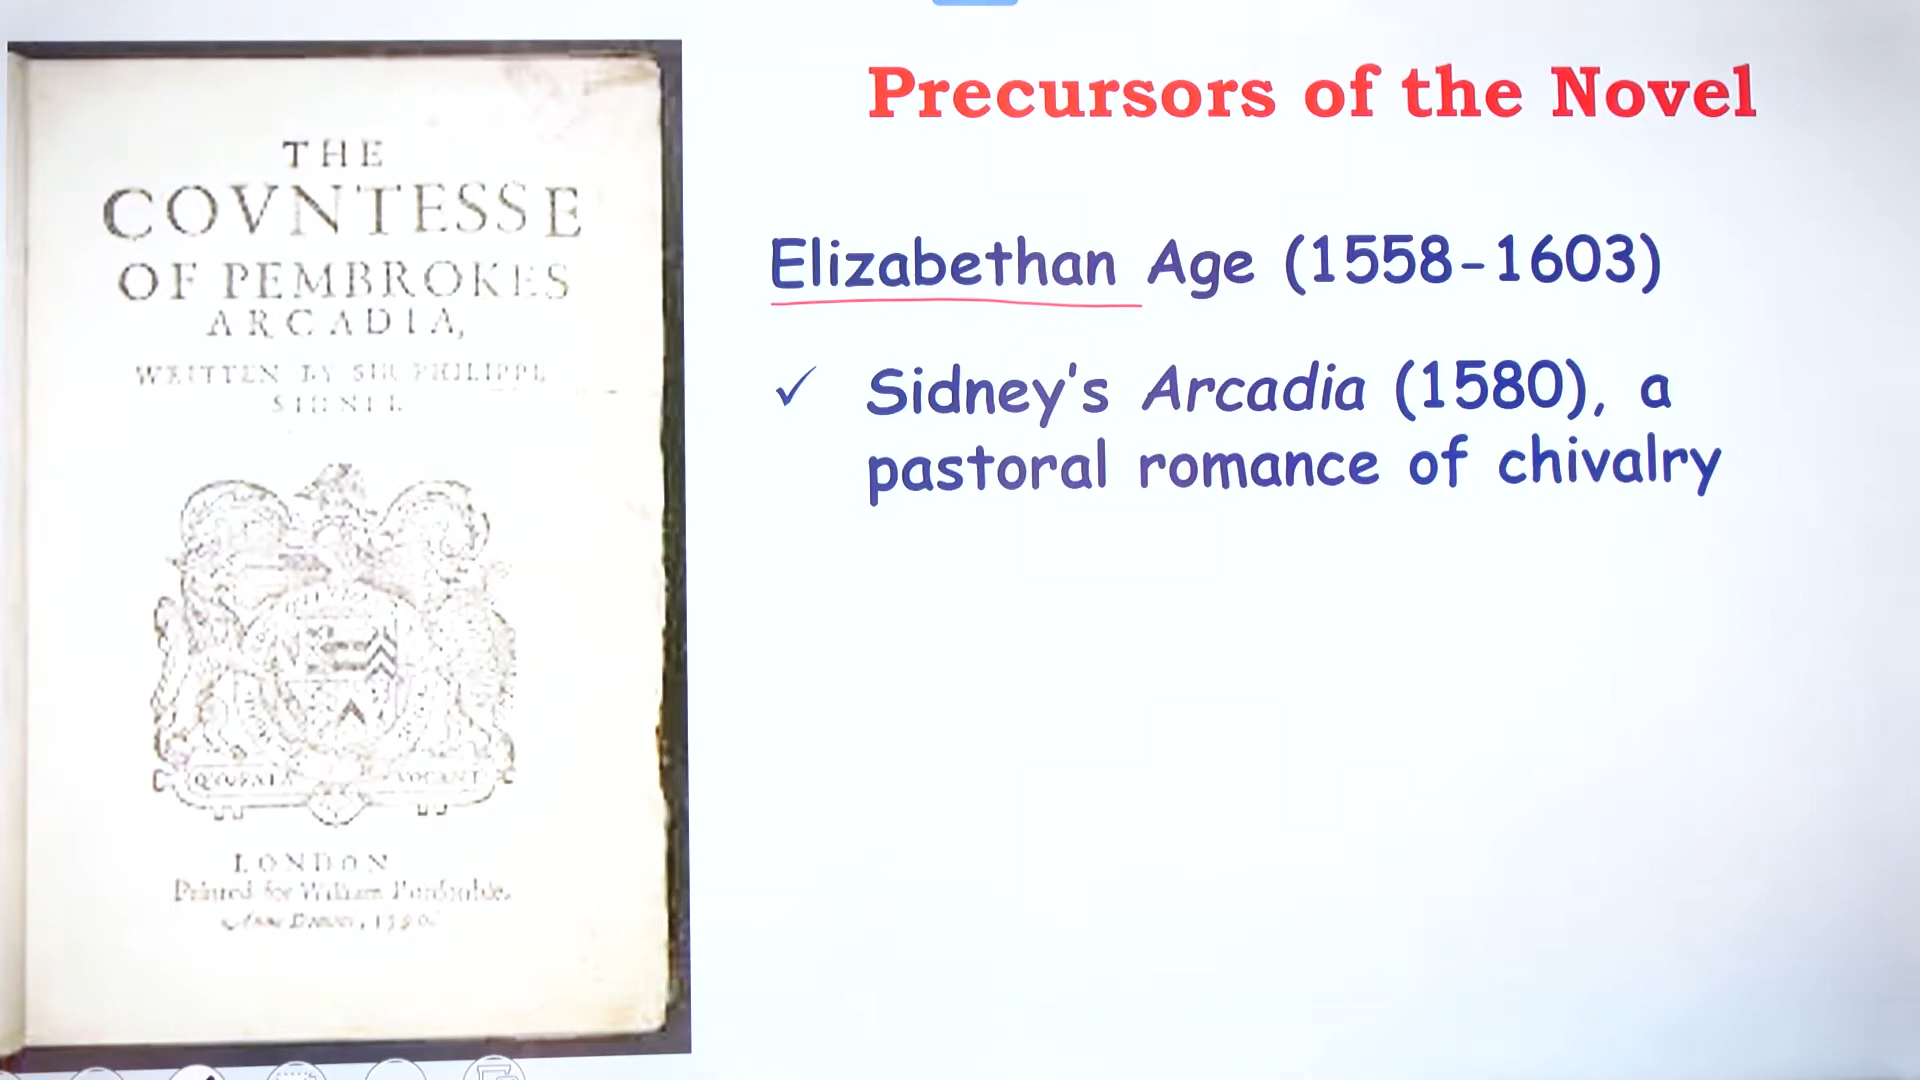 THE
COVNTESSE
OF PEMBROKES
ARCADIA,
WRITTEN BY SIR PHILIPPE
SIDNEI.
LONDON
Printed for William
Precursors of the Novel
Elizabethan Age (1558-1603)
✓ Sidney's Arcadia (1580), a
pastoral romance of chivalry